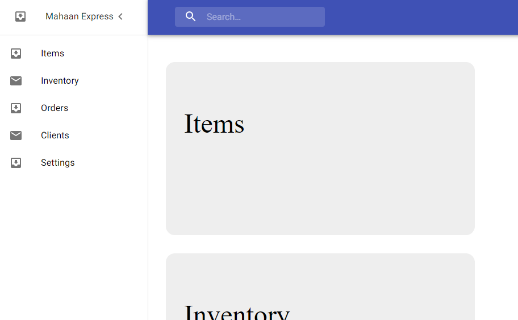 Mahaan Express
Search...
Items
Inventory
Orders
Clients
Settings
Items
Inventory